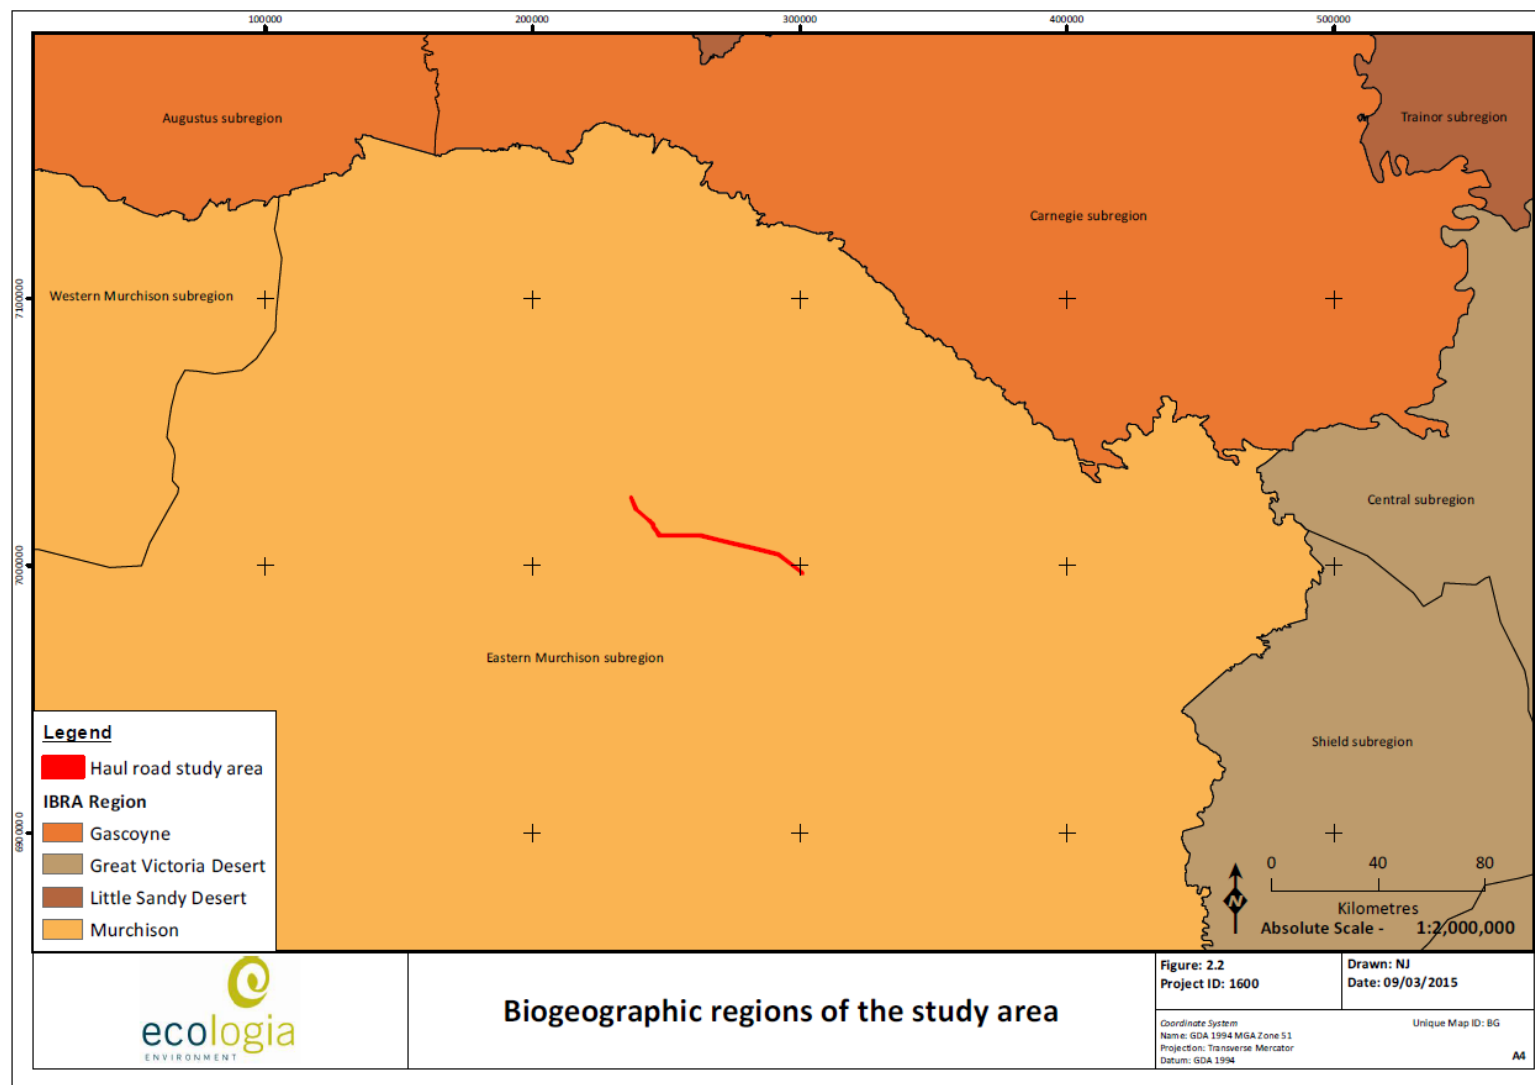 100000
200000
300000
400000
500000
Augustus subregion
Trainor subregion
Carnegie subregion
7100000
Western Murchison subregion
Central subregion
7000000
Eastern Murchison subregion
Shield subregion
6900000
Legend
Haul road study area
IBRA Region
Gascoyne
Great Victoria Desert
Little Sandy Desert
Murchison
0 40 80
N
Kilometres
Absolute Scale - 1:2,000,000
ecologia
ENVIRONMENT
Biogeographic regions of the study area
Figure: 2.2
Project ID: 1600
Drawn: NJ
Date: 09/03/2015
Coordinate System
Name: GDA 1994 MGA Zone 51
Projection: Transverse Mercator
Datum: GDA 1994
Unique Map ID: BG
A4